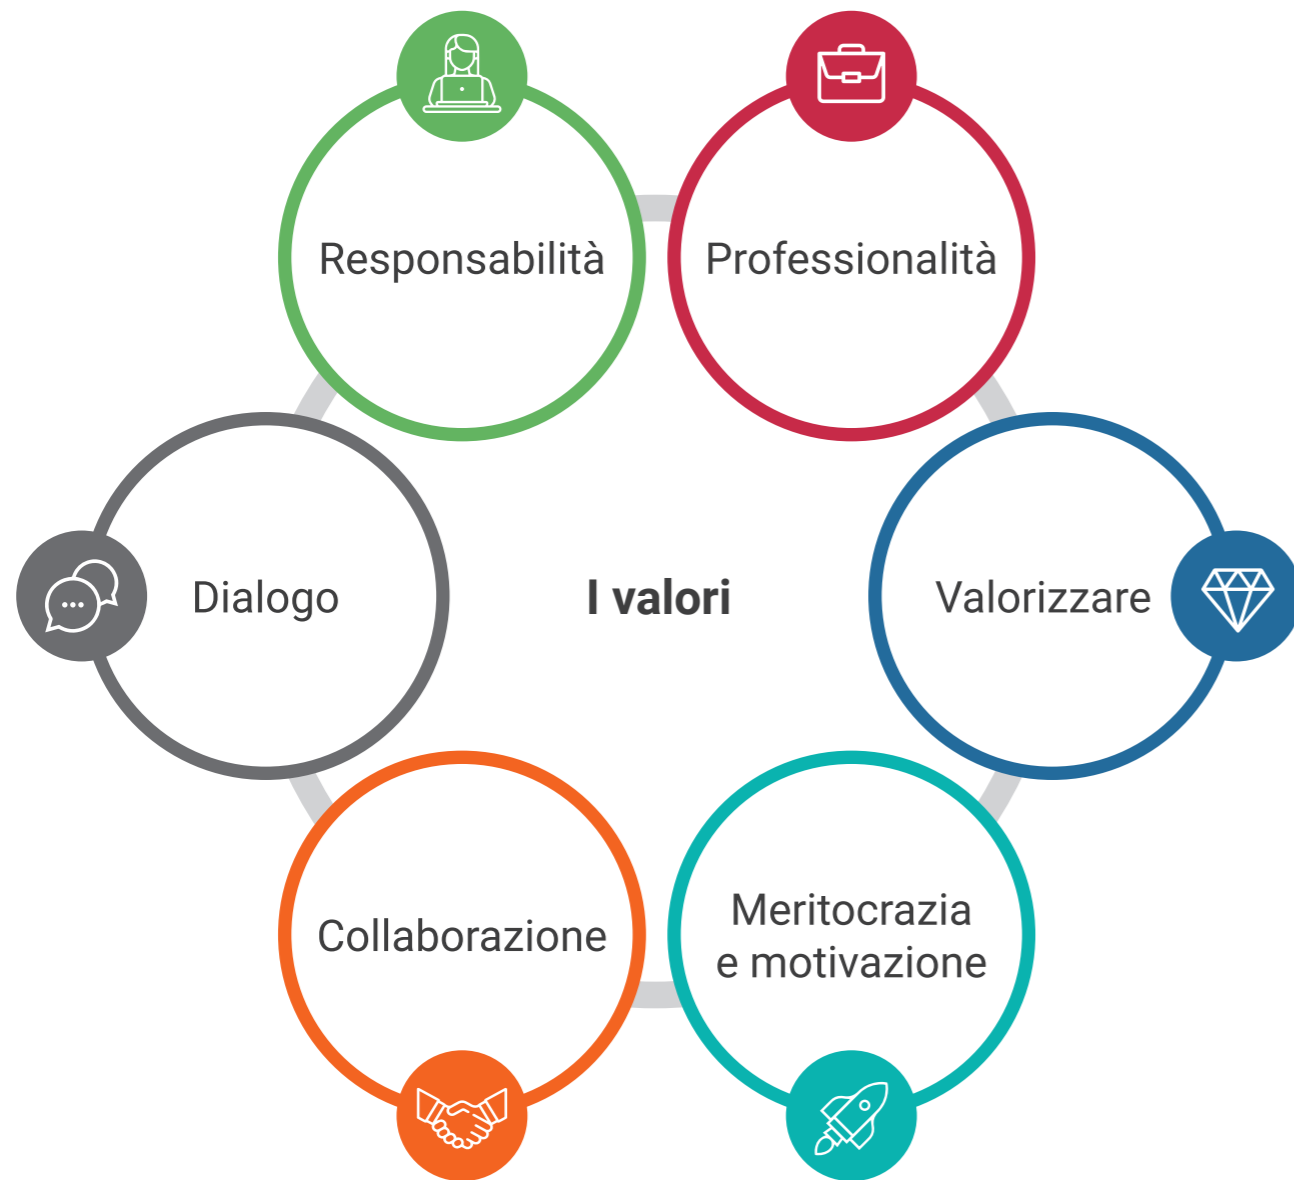 Responsabilità
Professionalità
Dialogo
I valori
Valorizzare
Collaborazione
Meritocrazia
e motivazione